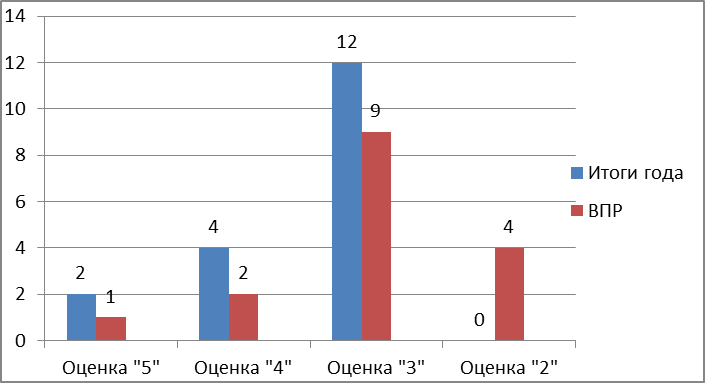 14
12
10
8
6
4
2
0
2
1
4
2
12
9
0
4
Оценка "5"
Оценка "4"
Оценка "3"
Оценка "2"
Итоги года
ВПР